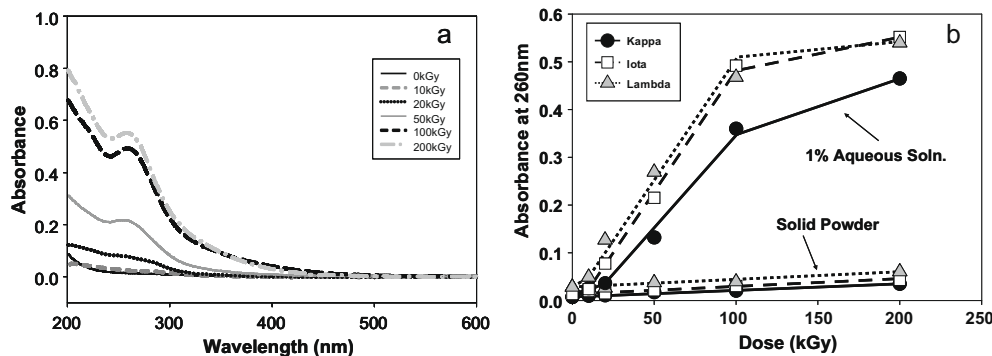 a
1.0
0.8
0.6
0.4
0.2
0.0
Absorbance
0kGy
10kGy
20kGy
50kGy
100kGy
200kGy
200 300 400 500 600
Wavelength (nm)
b
0.6
0.5
0.4
0.3
0.2
0.1
0.0
Absorbance at 260nm
Kappa
Iota
Lambda
1% Aqueous Soln.
Solid Powder
0 50 100 150 200 250
Dose (kGy)